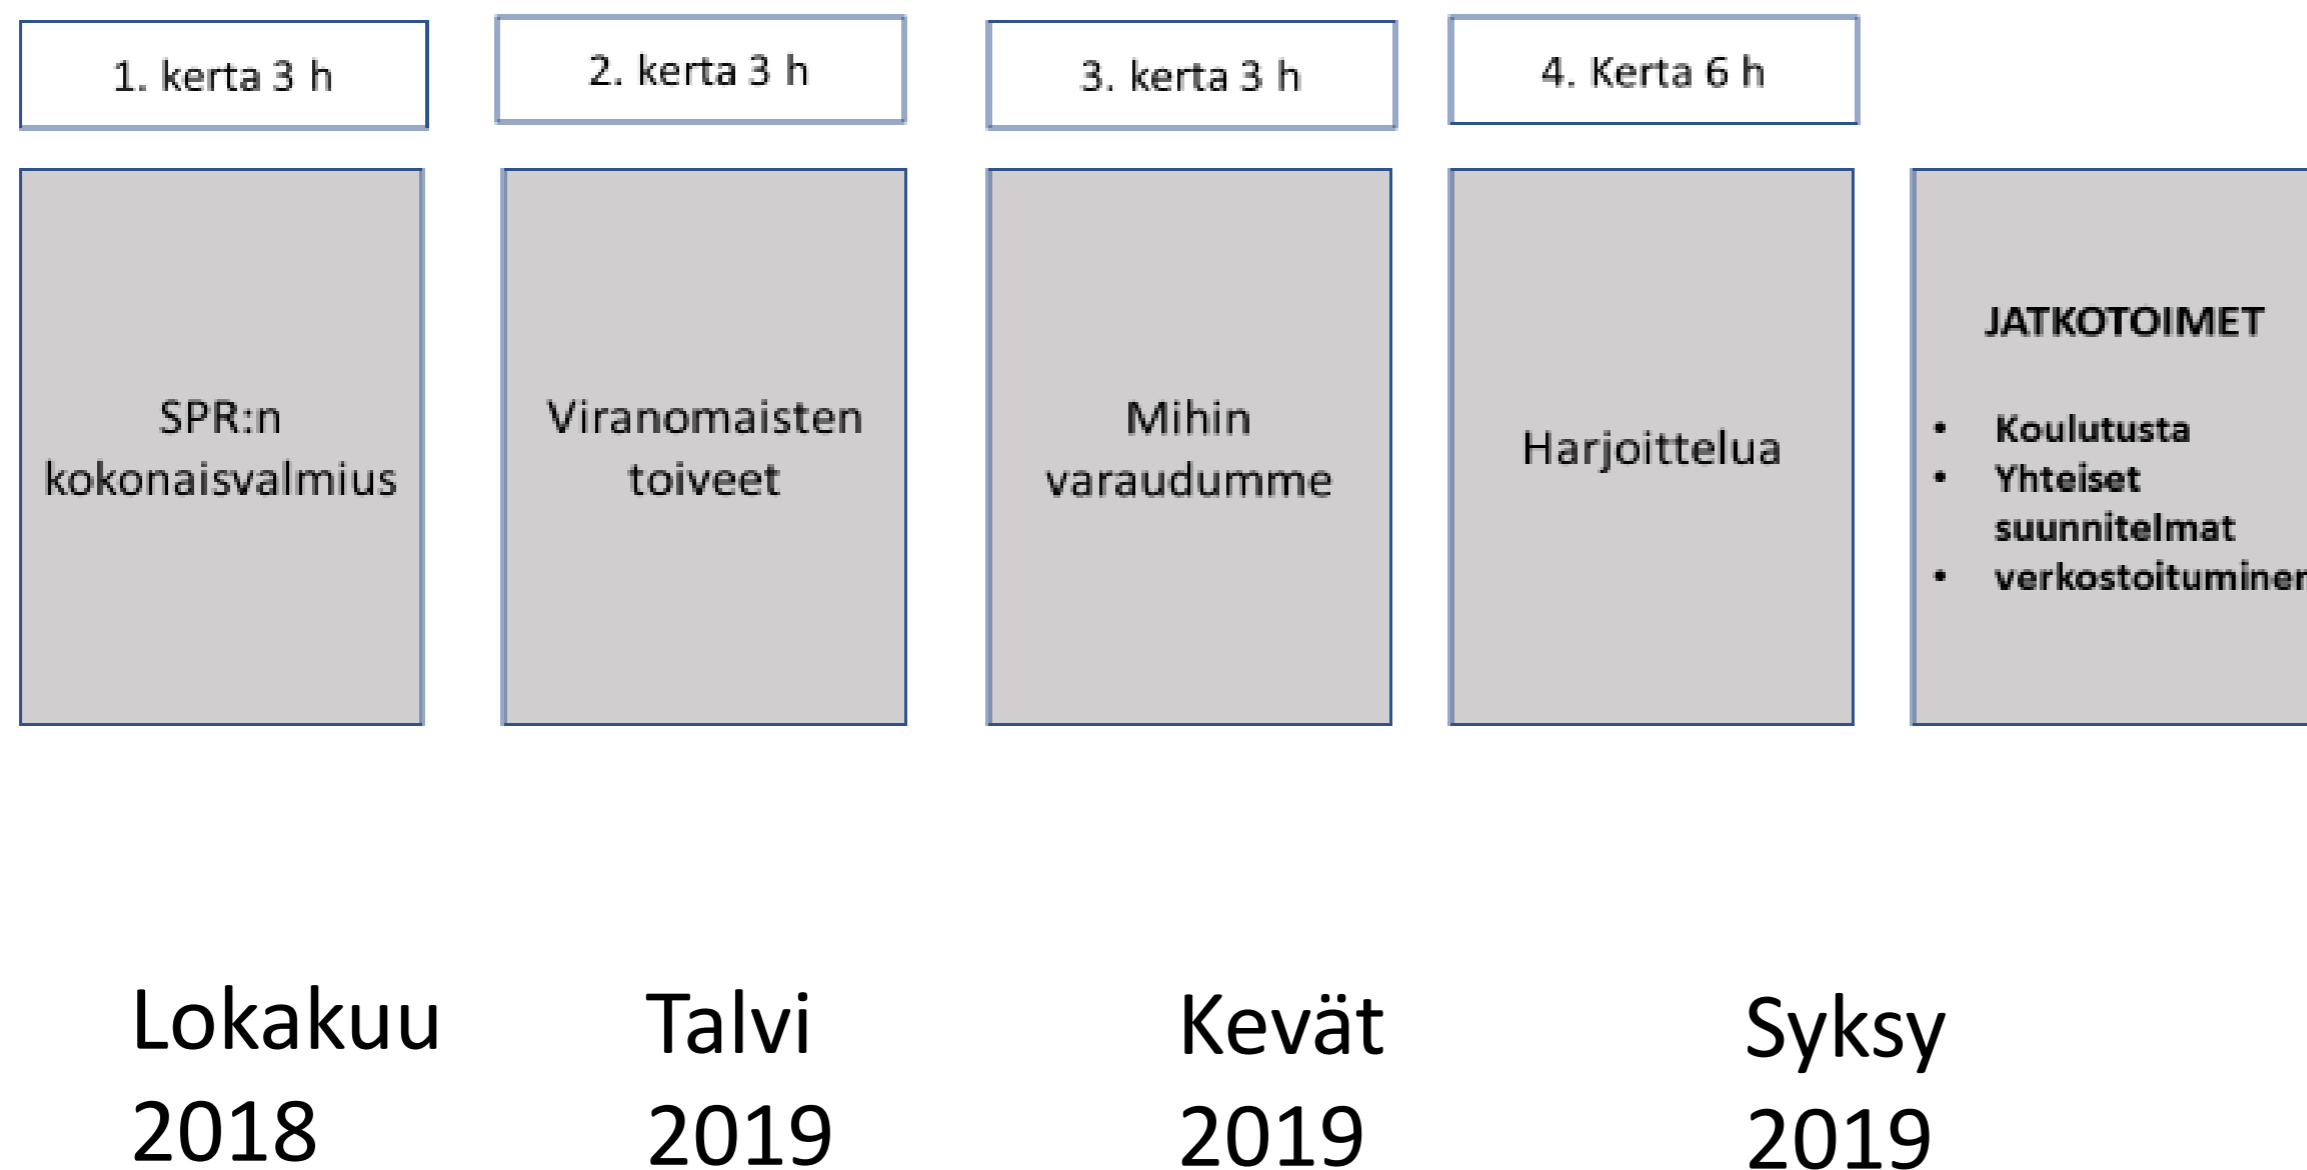 1. kerta 3 h
2. kerta 3 h
3. kerta 3 h
4. Kerta 6 h
SPR:n
kokonaisvalmius
Viranomaisten
toiveet
Mihin
varaudumme
Harjoittelua
JATKOTOIMET
• Koulutusta
• Yhteiset
suunnitelmat
• verkostoituminen
Lokakuu
2018
Talvi
2019
Kevät
2019
Syksy
2019